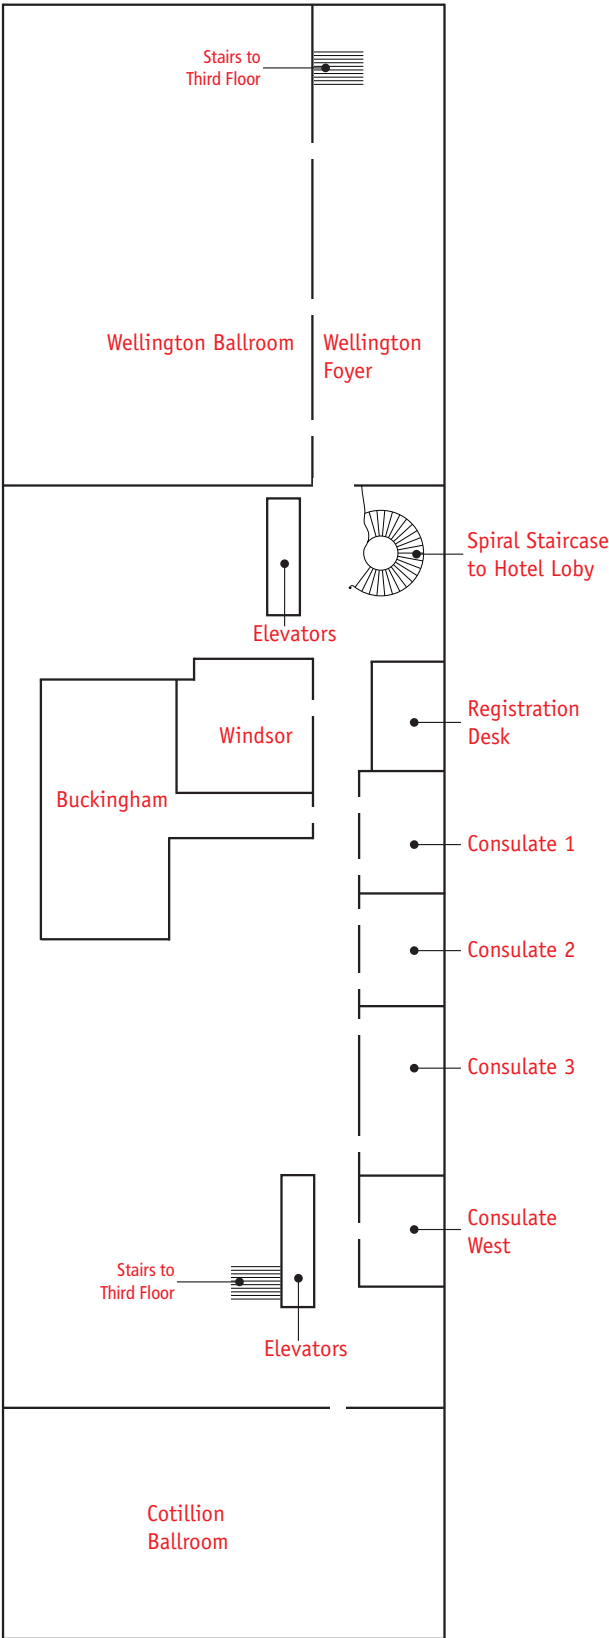 Stairs to
Third Floor
Wellington Ballroom
Wellington
Foyer
Spiral Staircase
to Hotel Loby
Elevators
Registration
Desk
Windsor
Buckingham
Consulate 1
Consulate 2
Consulate 3
Consulate
West
Stairs to
Third Floor
Elevators
Cotillion
Ballroom